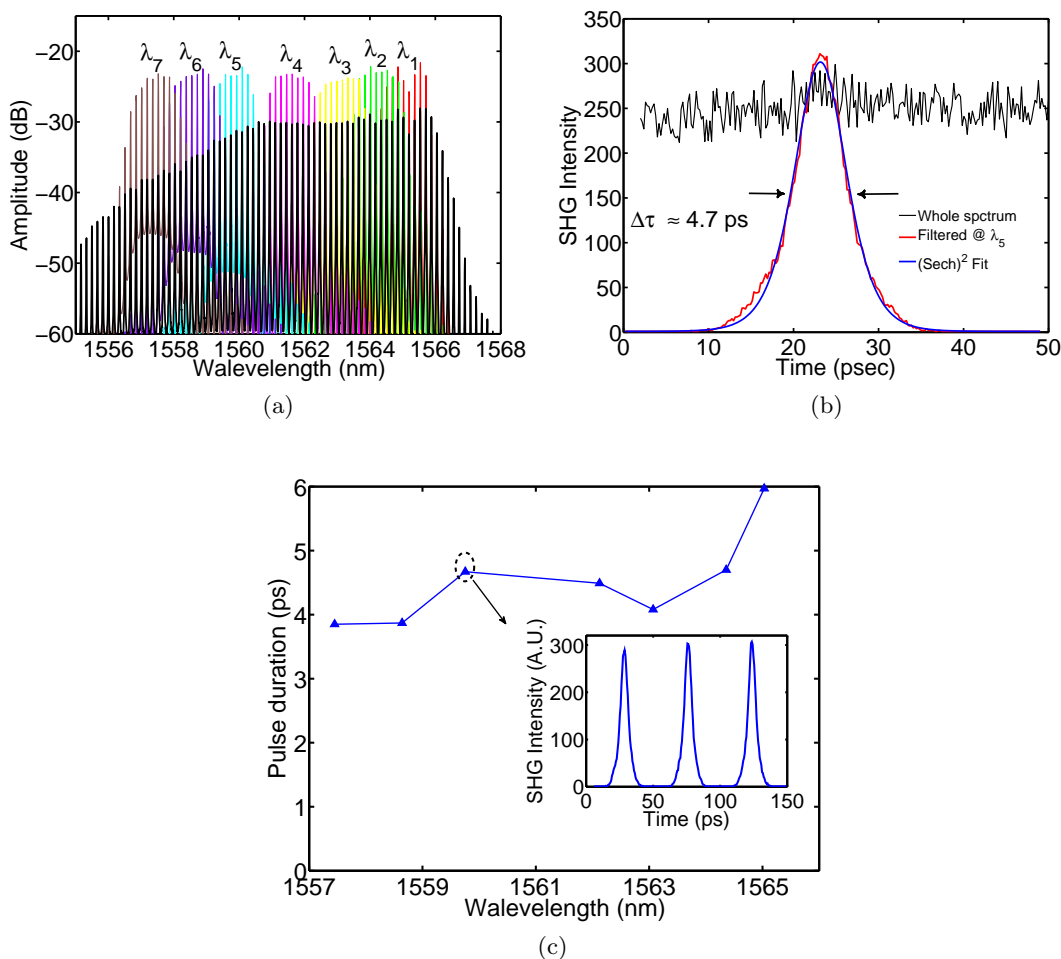 λ7 λ6 λ5 λ4 λ3 λ2 λ1
−20
−30
−40
−50
−60
Amplitude (dB)
1556 1558 1560 1562 1564 1566 1568
Walevelength (nm)
(a)
350
300
250
200
150
100
50
0
SHG Intensity
Δτ ≈ 4.7 ps
Whole spctrum
Filtered @ λ5
(Sech)2 Fit
0 10 20 30 40 50
Time (psec)
(b)
6
5
4
3
2
1
0
Pulse duration (ps)
1557 1559 1561 1563 1565
Walevelength (nm)
300
200
100
0
SHG Intensity (A.U.)
0 50 100 150
Time (ps)
(c)